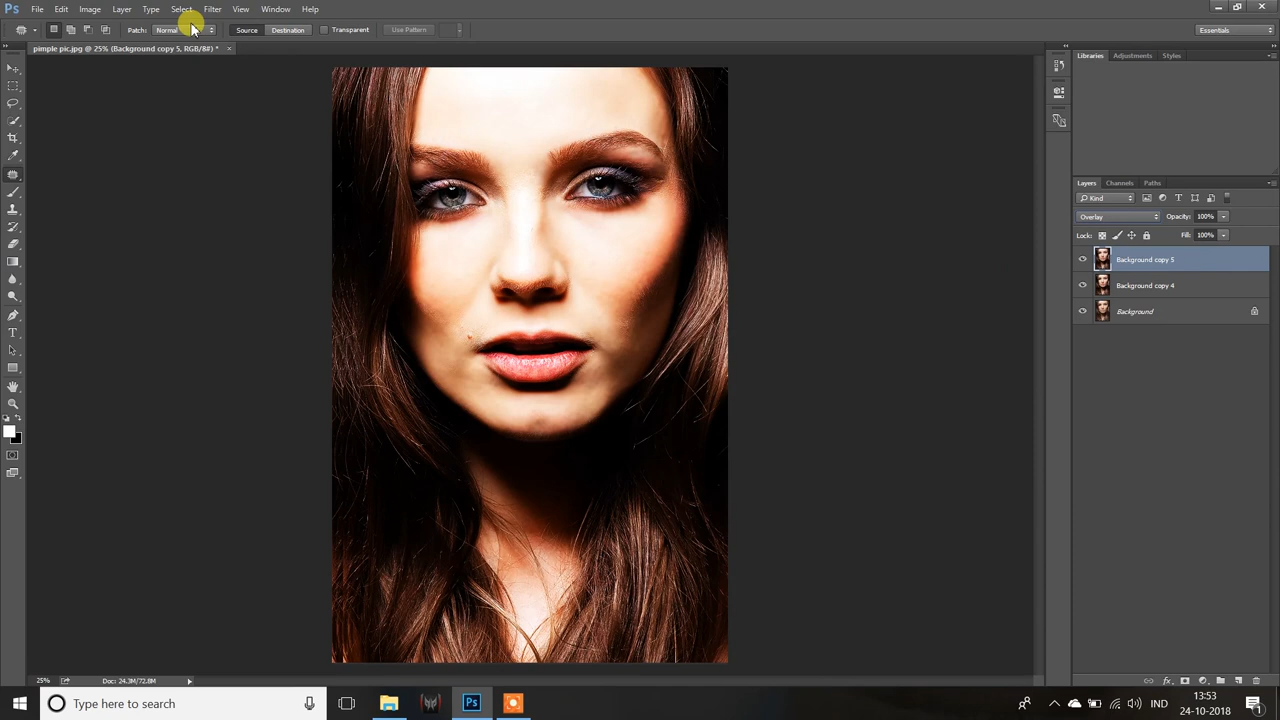 Ps File Edit Image Layer Type Select Filter View Window Help
Patch: Normal Source Destination Transparent Use Pattern Essentials
pimple pic.jpg @ 25% (Background copy 5, RGB/8#) * ×
Libraries Adjustments Styles
Layers Channels Paths
Kind
Overlay Opacity: 100%
Lock: Fill: 100%
Background copy 5
Background copy 4
Background
25% Doc: 24.3M/72.8M
Type here to search Ps IND 13:53
24-10-2018 1